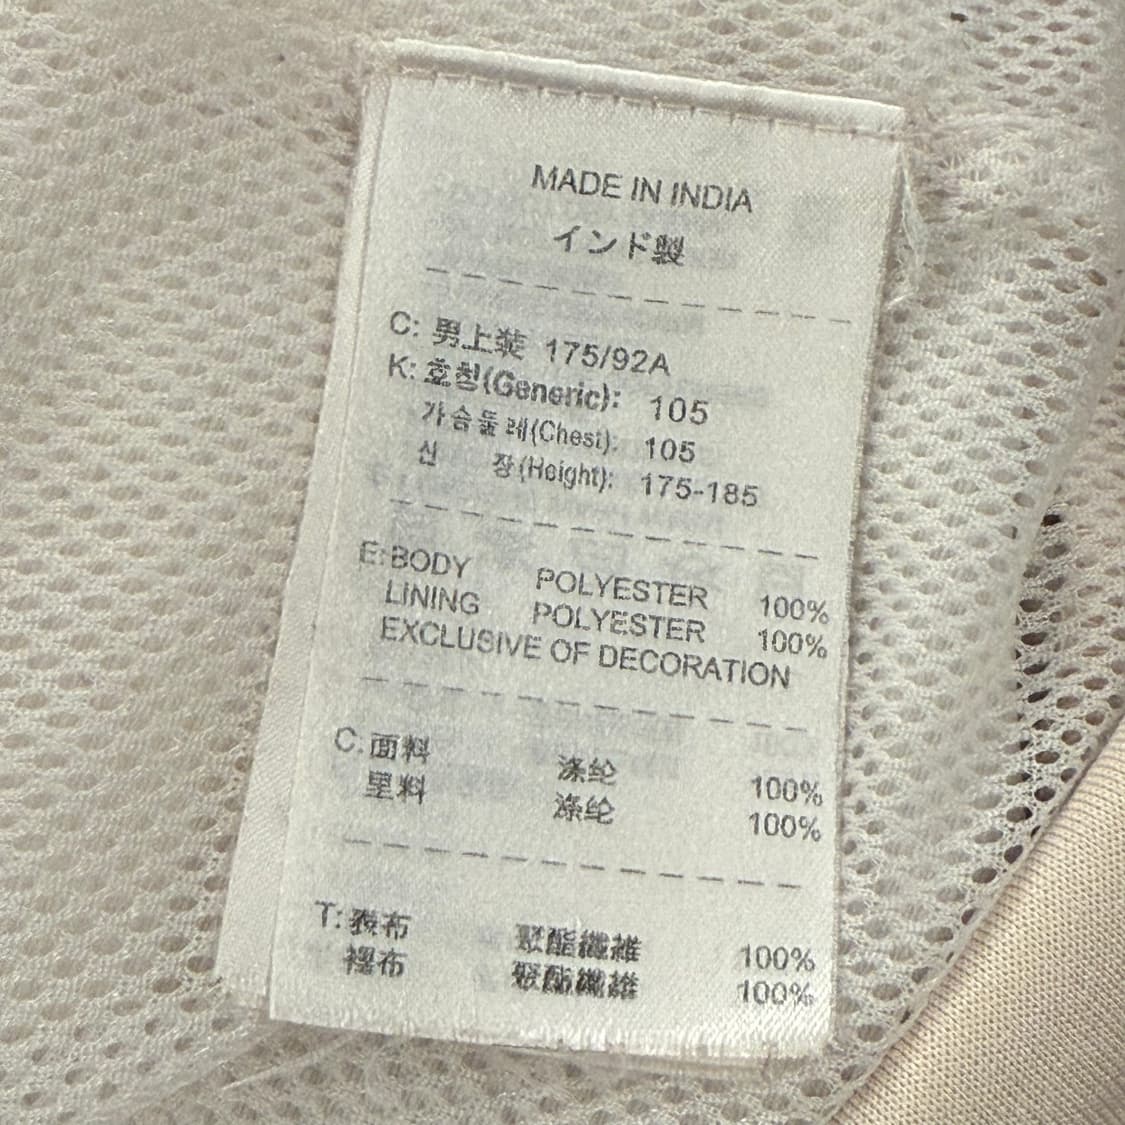 MADE IN INDIA
インド製
C: 男上装 175/92A
K: 호칭(Generic): 105
가슴둘레(Chest): 105
신 장(Height): 175-185
E: BODY POLYESTER 100%
LINING POLYESTER 100%
EXCLUSIVE OF DECORATION
C: 面料 涤纶 100%
里料 涤纶 100%
T: 表布 聚酯纖維 100%
裡布 聚酯纖維 100%